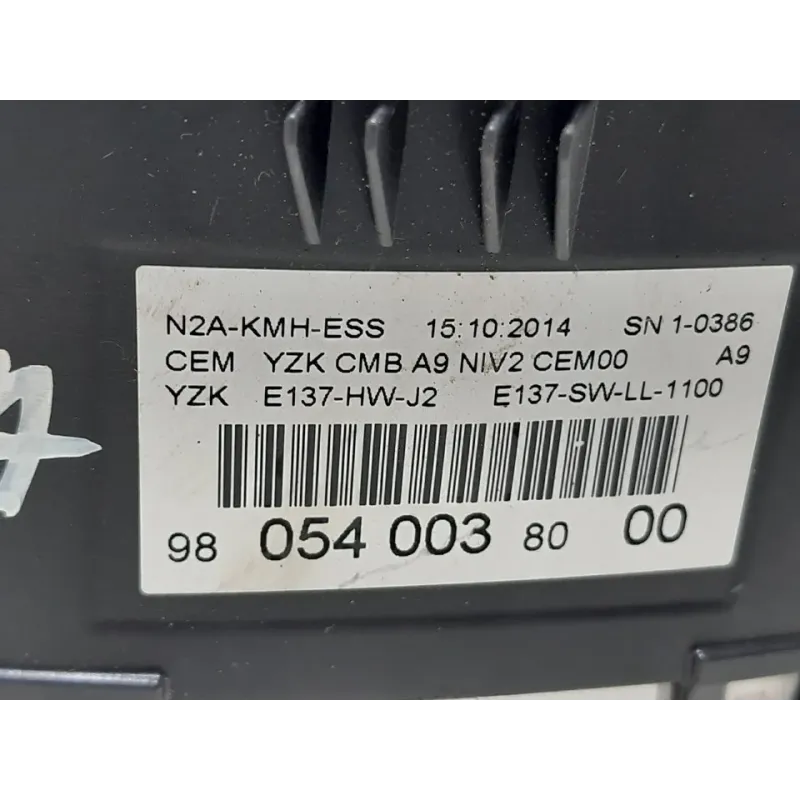 N2A-KMH-ESS 15:10:2014 SN 1-0386
CEM YZK CMB A9 NIV2 CEM00 A9
YZK E137-HW-J2 E137-SW-LL-1100
98 054 003 80 00